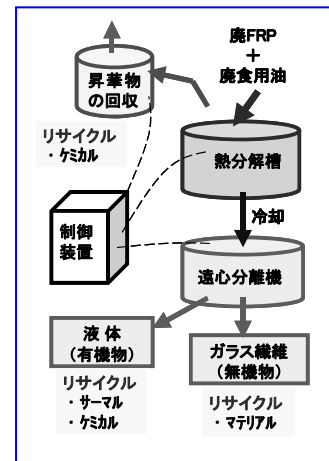 廃FRP
＋
廃食用油
昇華物
の回収
リサイクル
・ケミカル
熱分解槽
冷却
制御
装置
遠心分離機
液 体
(有機物)
リサイクル
・サーマル
・ケミカル
ガラス繊維
(無機物)
リサイクル
・マテリアル